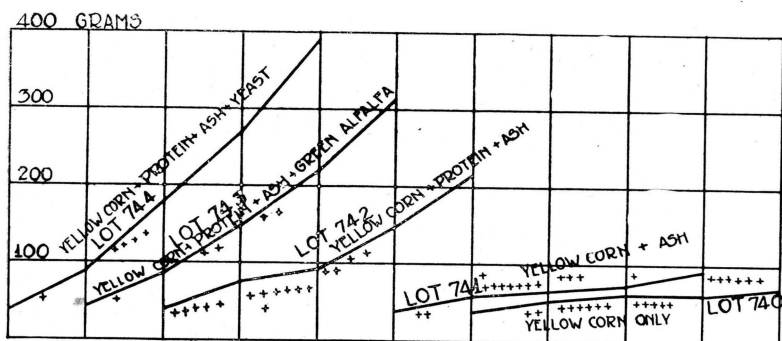 400 GRAMS
300
200
100
YELLOW CORN + PROTEIN + ASH + YEAST
LOT 744
LOT 743
YELLOW CORN + PROTEIN + ASH + GREEN ALFALFA
LOT 742
YELLOW CORN + PROTEIN + ASH
LOT 741
YELLOW CORN + ASH
YELLOW CORN ONLY
LOT 740